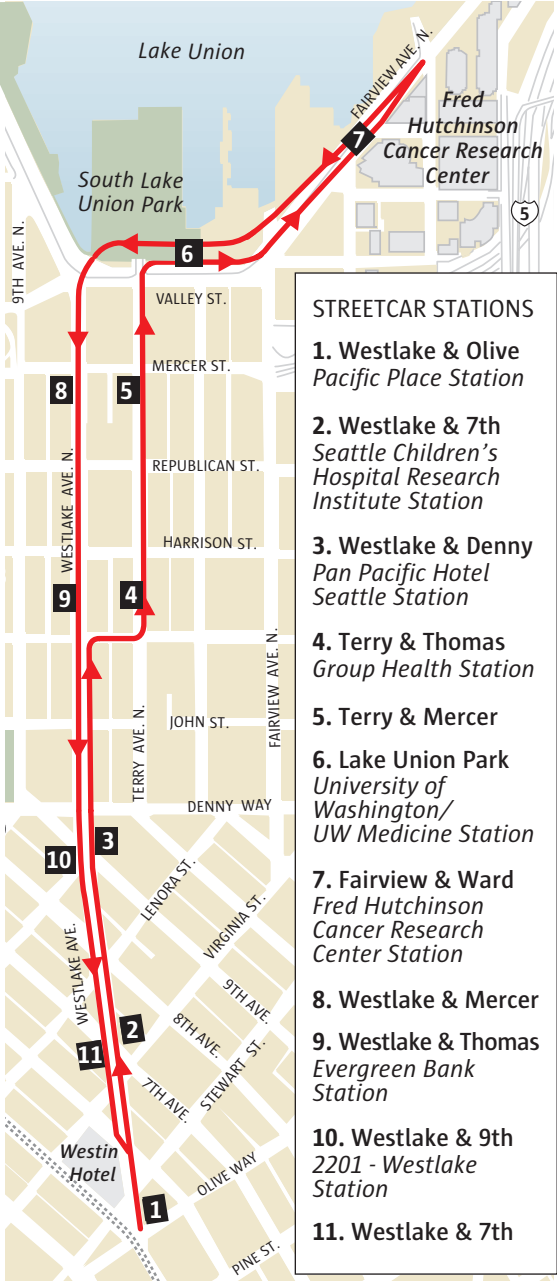 Lake Union
FAIRVIEW AVE. N.
Fred
Hutchinson
Cancer Research
Center
7
South Lake
Union Park
5
6
9TH AVE. N.
VALLEY ST.
MERCER ST.
8
5
REPUBLICAN ST.
WESTLAKE AVE. N.
HARRISON ST.
9
4
FAIRVIEW AVE. N.
TERRY AVE. N.
JOHN ST.
DENNY WAY
3
10
LENORA ST.
VIRGINIA ST.
WESTLAKE AVE.
9TH AVE.
8TH AVE.
2
11
STEWART ST.
7TH AVE.
Westin
Hotel
OLIVE WAY
1
PINE ST.
STREETCAR STATIONS
1. Westlake & Olive
Pacific Place Station
2. Westlake & 7th
Seattle Children's
Hospital Research
Institute Station
3. Westlake & Denny
Pan Pacific Hotel
Seattle Station
4. Terry & Thomas
Group Health Station
5. Terry & Mercer
6. Lake Union Park
University of
Washington/
UW Medicine Station
7. Fairview & Ward
Fred Hutchinson
Cancer Research
Center Station
8. Westlake & Mercer
9. Westlake & Thomas
Evergreen Bank
Station
10. Westlake & 9th
2201 - Westlake
Station
11. Westlake & 7th